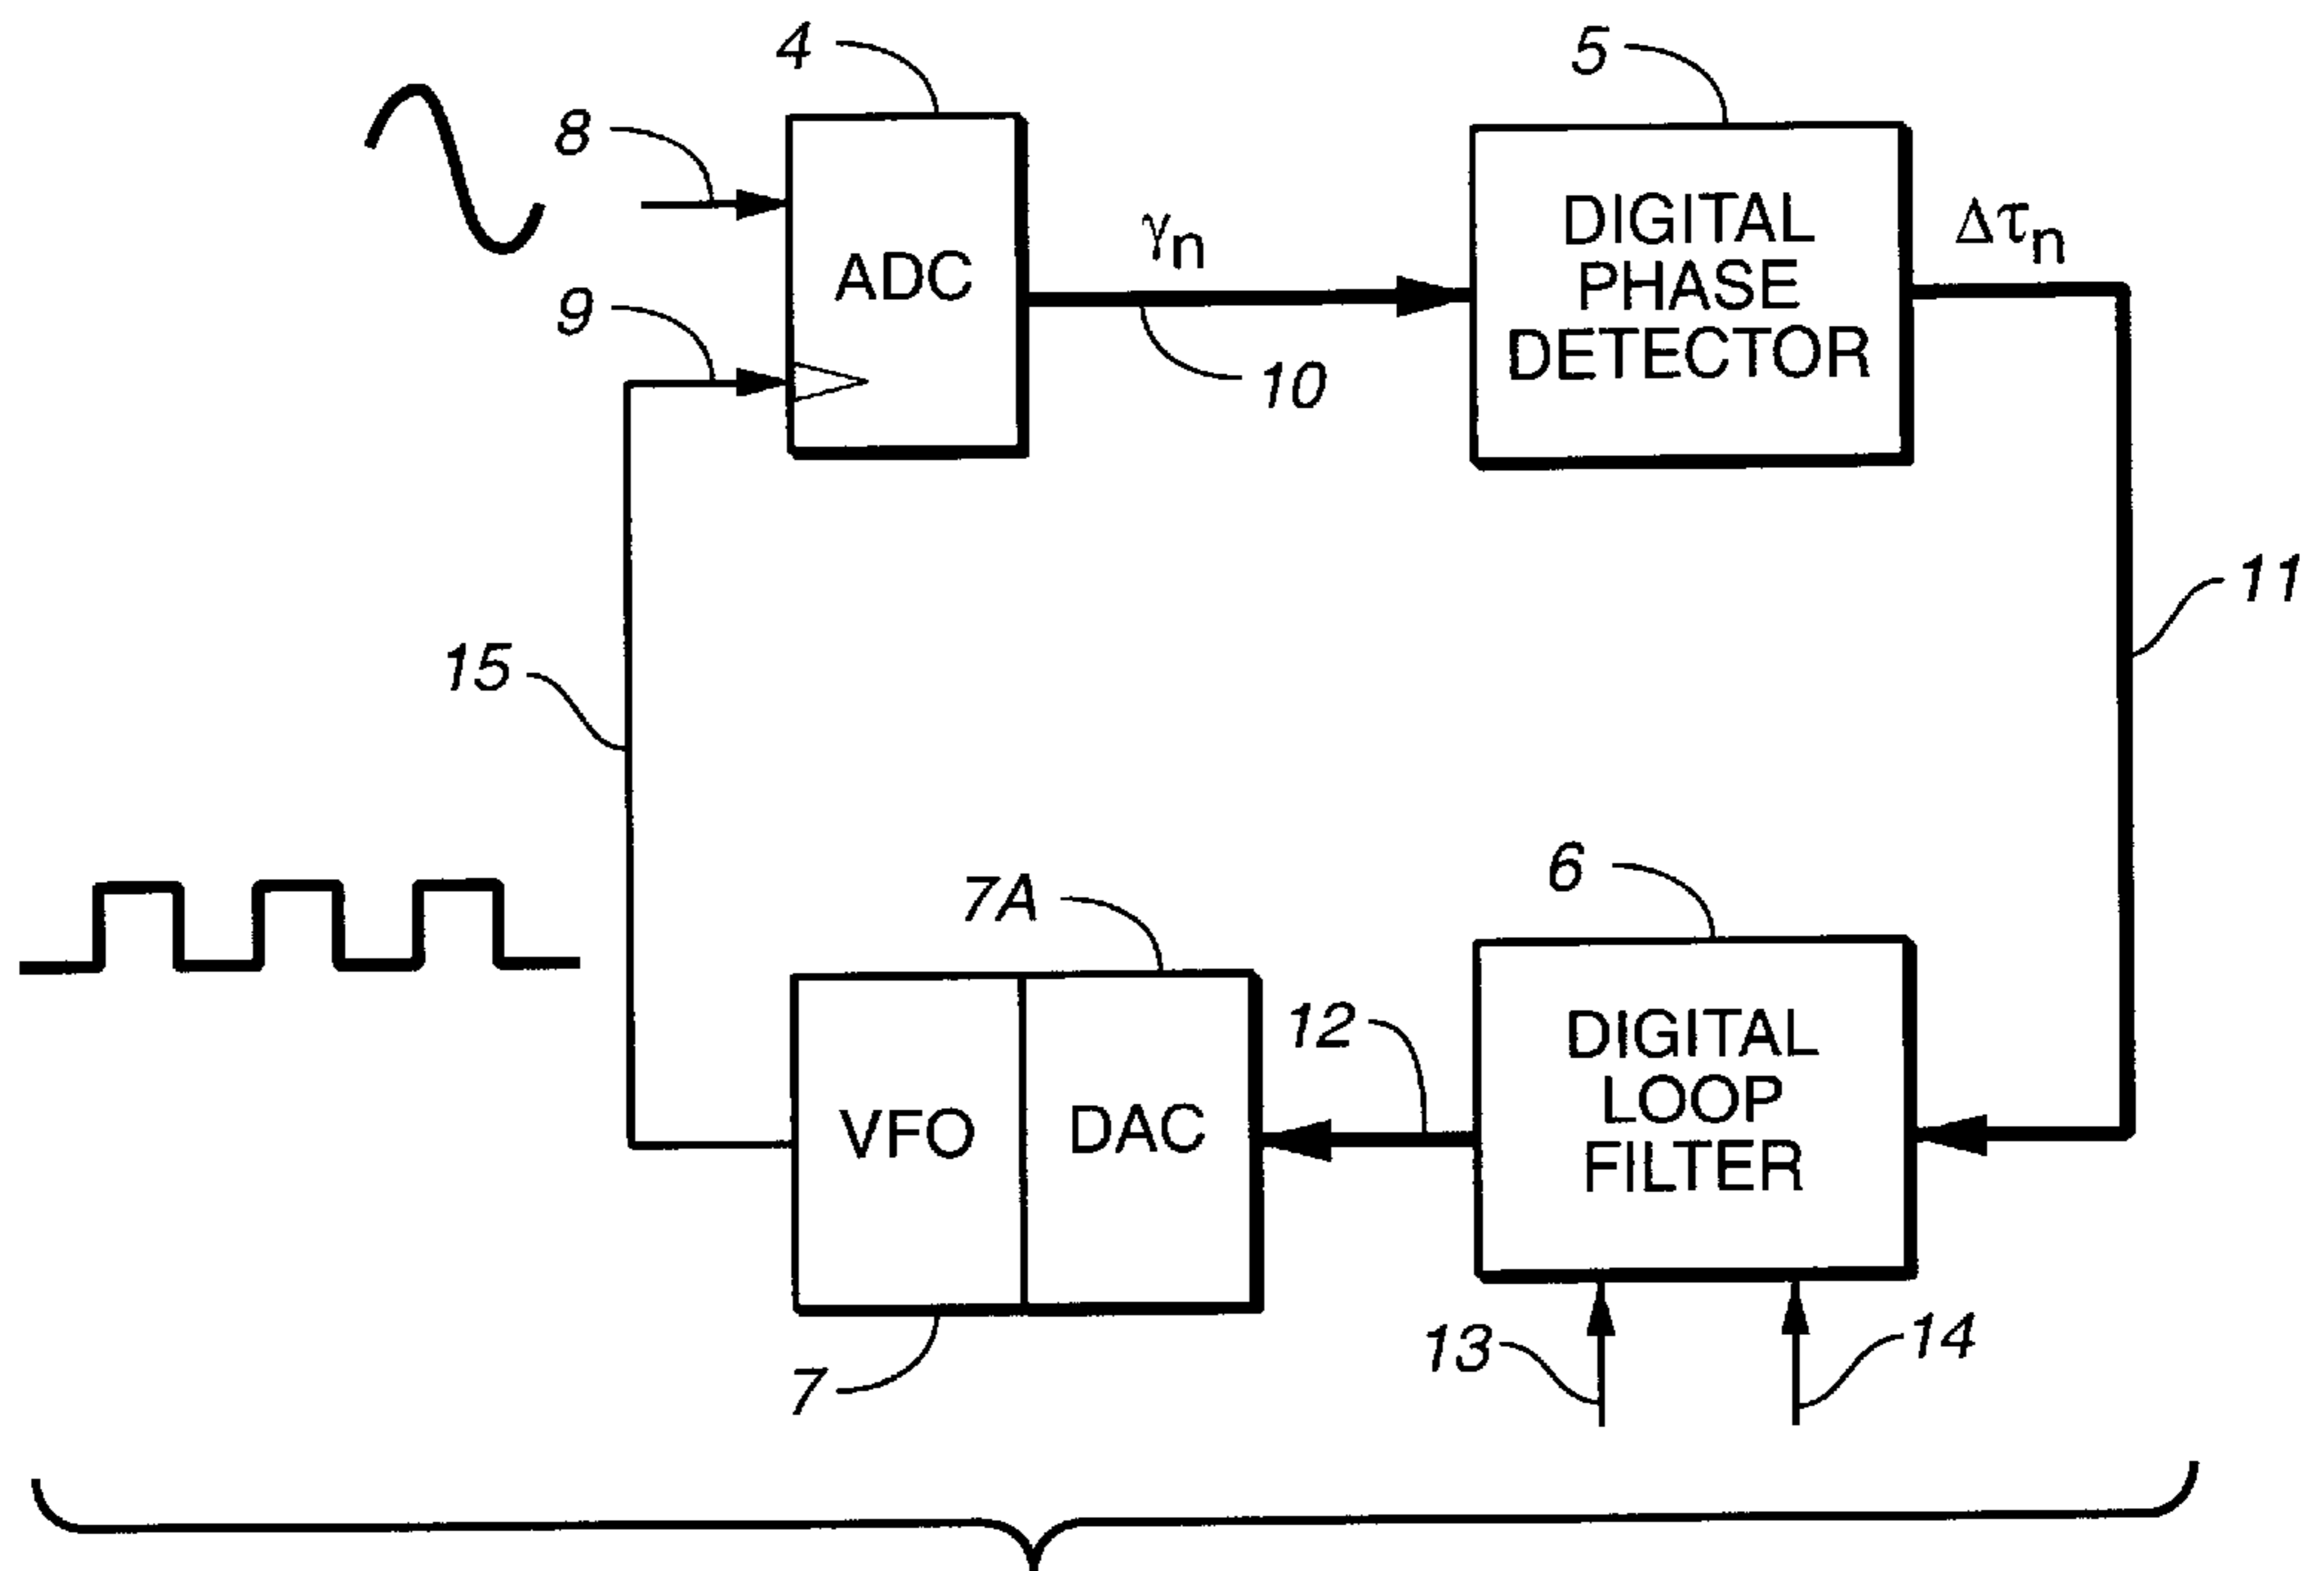 4
5
8
ADC
γn
DIGITAL
PHASE
DETECTOR
Δτn
9
10
11
15
7A
6
12
VFO
DAC
DIGITAL
LOOP
FILTER
7
13
14